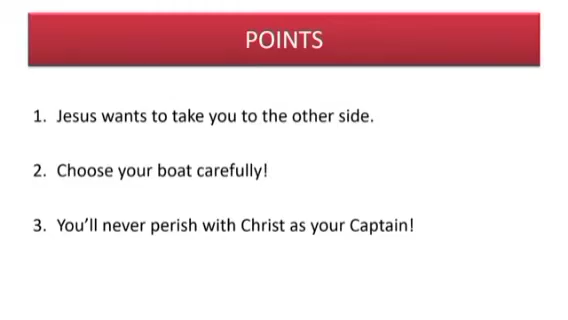 POINTS
1. Jesus wants to take you to the other side.
2. Choose your boat carefully!
3. You’ll never perish with Christ as your Captain!